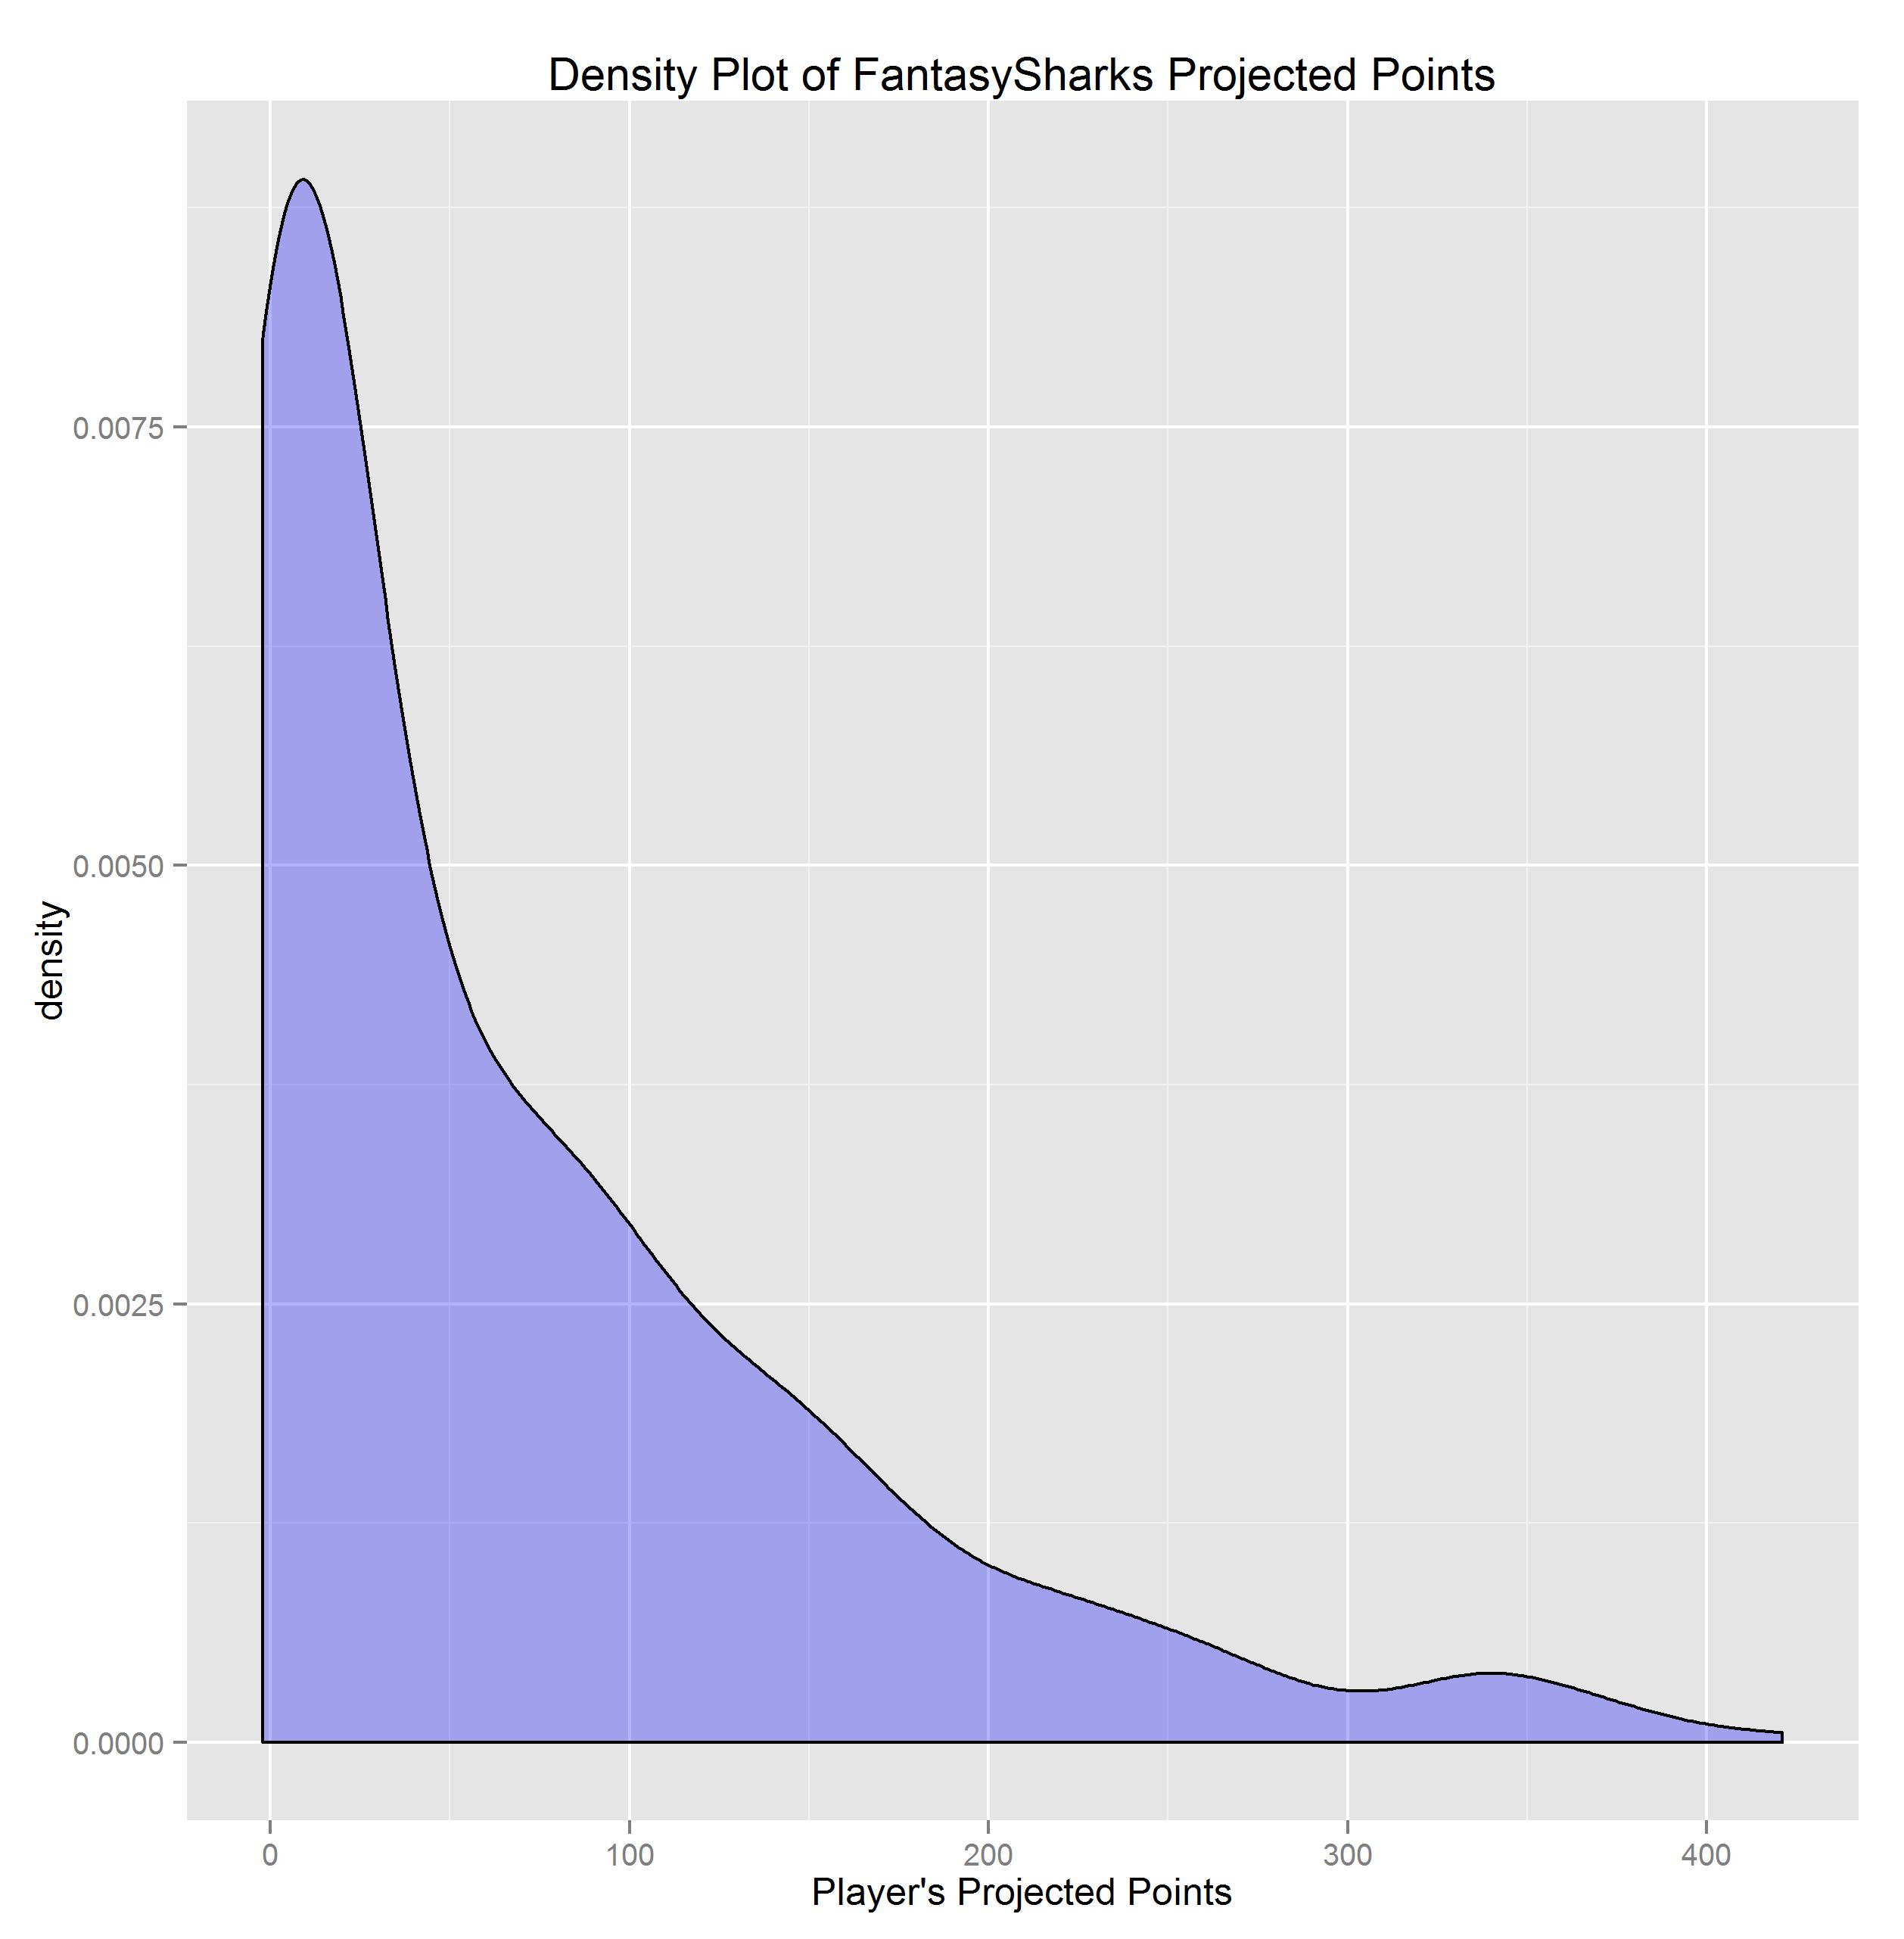 Density Plot of FantasySharks Projected Points
0.0075
0.0050
0.0025
0.0000
density
0 100 200 300 400
Player's Projected Points